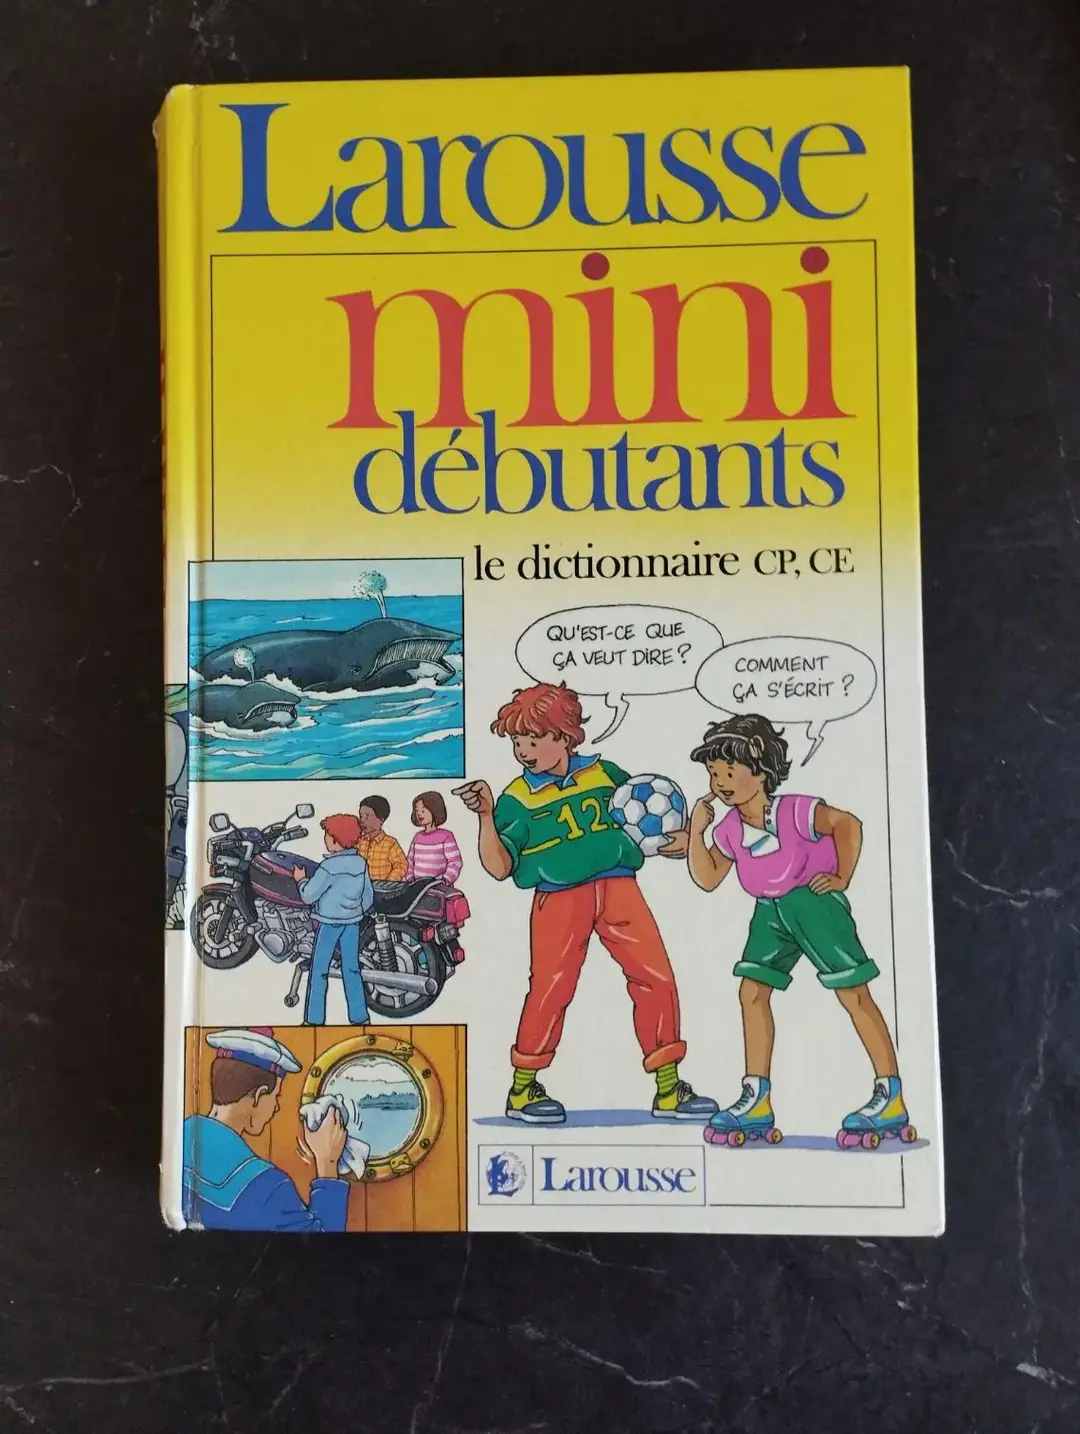 Larousse
mini
débutants
le dictionnaire CP, CE
QU'EST-CE QUE
ÇA VEUT DIRE ?
COMMENT
ÇA S'ÉCRIT ?
12
L Larousse